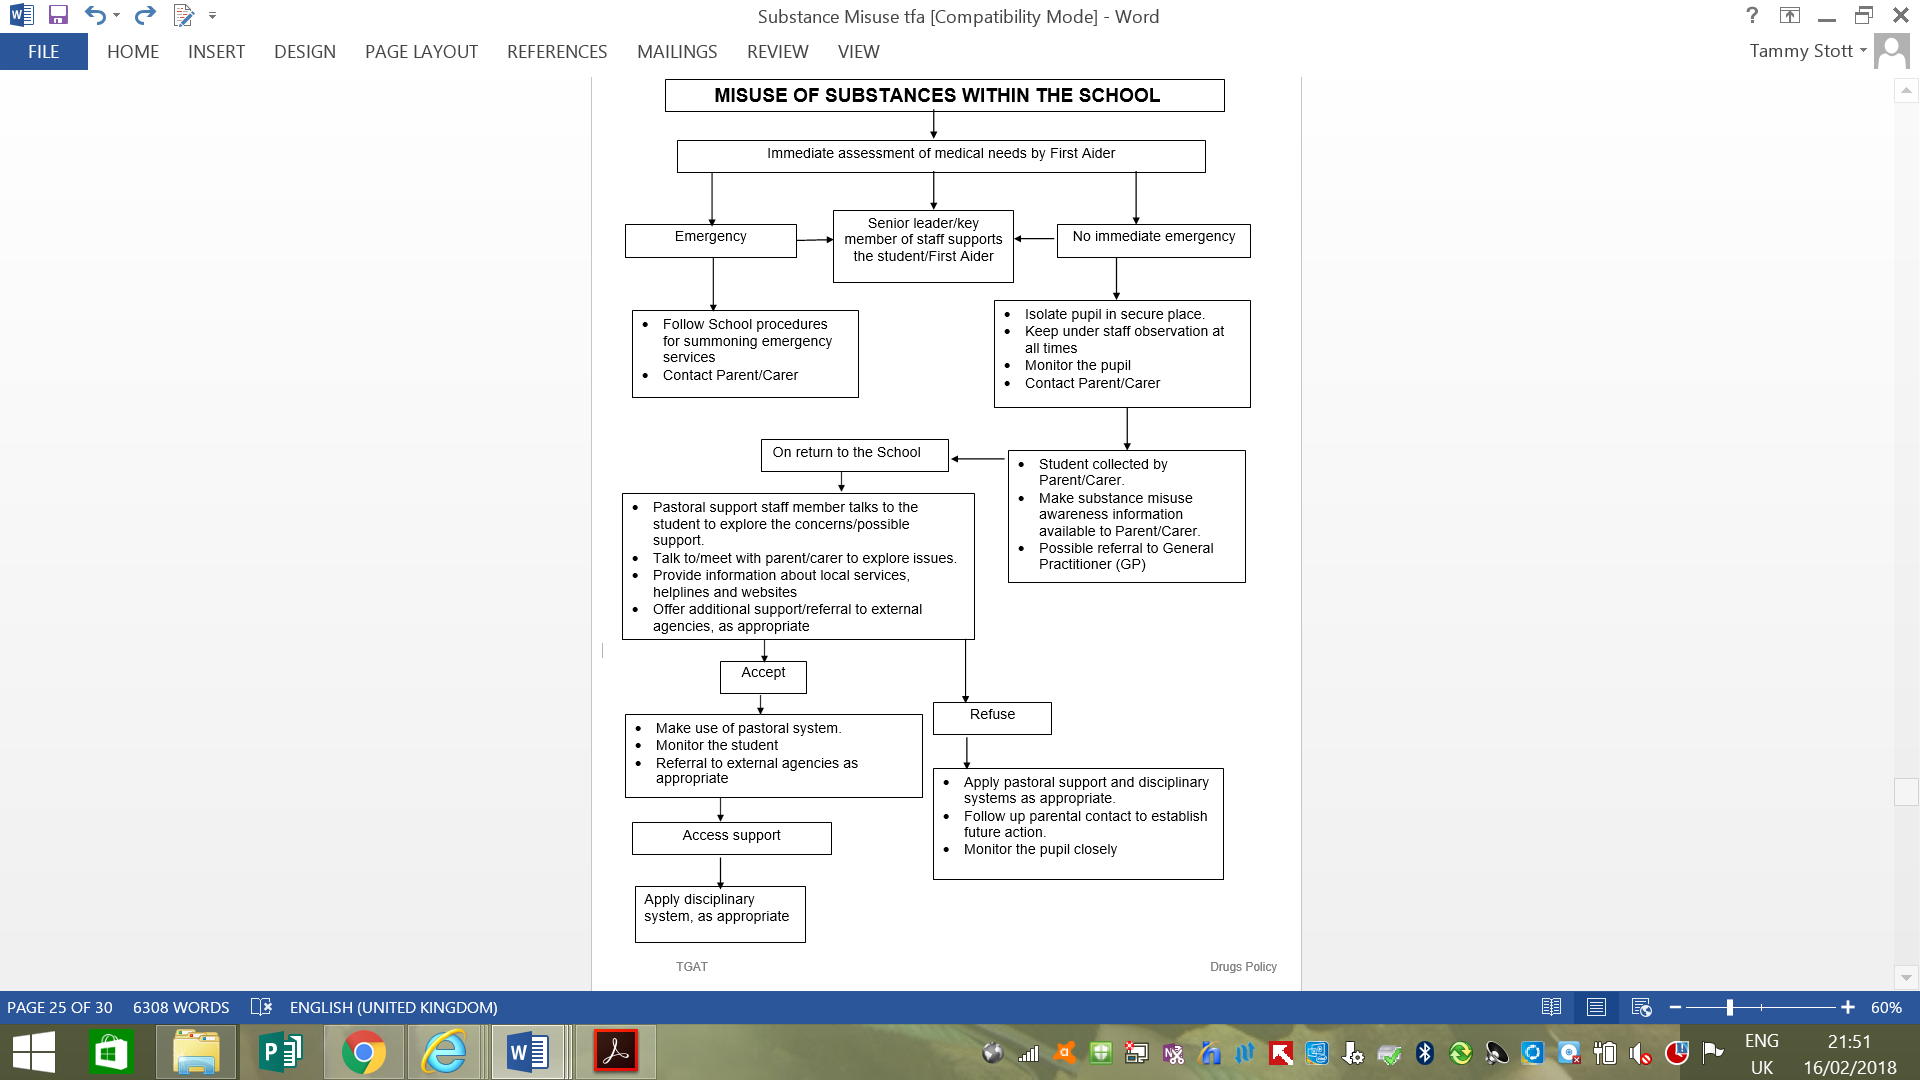 Substance Misuse tfa [Compatibility Mode] - Word
FILE HOME INSERT DESIGN PAGE LAYOUT REFERENCES MAILINGS REVIEW VIEW
Tammy Stott
MISUSE OF SUBSTANCES WITHIN THE SCHOOL
Immediate assessment of medical needs by First Aider
Emergency
Senior leader/key
member of staff supports
the student/First Aider
No immediate emergency
• Follow School procedures
for summoning emergency
services
• Contact Parent/Carer
• Isolate pupil in secure place.
• Keep under staff observation at
all times
• Monitor the pupil
• Contact Parent/Carer
On return to the School
• Student collected by
Parent/Carer.
• Make substance misuse
awareness information
available to Parent/Carer.
• Possible referral to General
Practitioner (GP)
• Pastoral support staff member talks to the
student to explore the concerns/possible
support.
• Talk to/meet with parent/carer to explore issues.
• Provide information about local services,
helplines and websites
• Offer additional support/referral to external
agencies, as appropriate
Accept
Refuse
• Make use of pastoral system.
• Monitor the student
• Referral to external agencies as
appropriate
• Apply pastoral support and disciplinary
systems as appropriate.
• Follow up parental contact to establish
future action.
• Monitor the pupil closely
Access support
Apply disciplinary
system, as appropriate
TGAT
Drugs Policy
PAGE 25 OF 30 6308 WORDS ENGLISH (UNITED KINGDOM)
60%
ENG
UK
21:51
16/02/2018